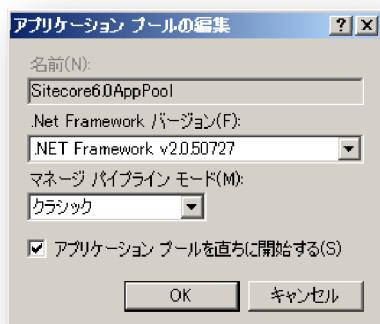 アプリケーション プールの編集
名前(N):
Sitecore6.0AppPool
.Net Framework バージョン(F):
.NET Framework v2.0.50727
マネージ パイプライン モード(M):
クラシック
アプリケーション プールを直ちに開始する(S)
OK キャンセル